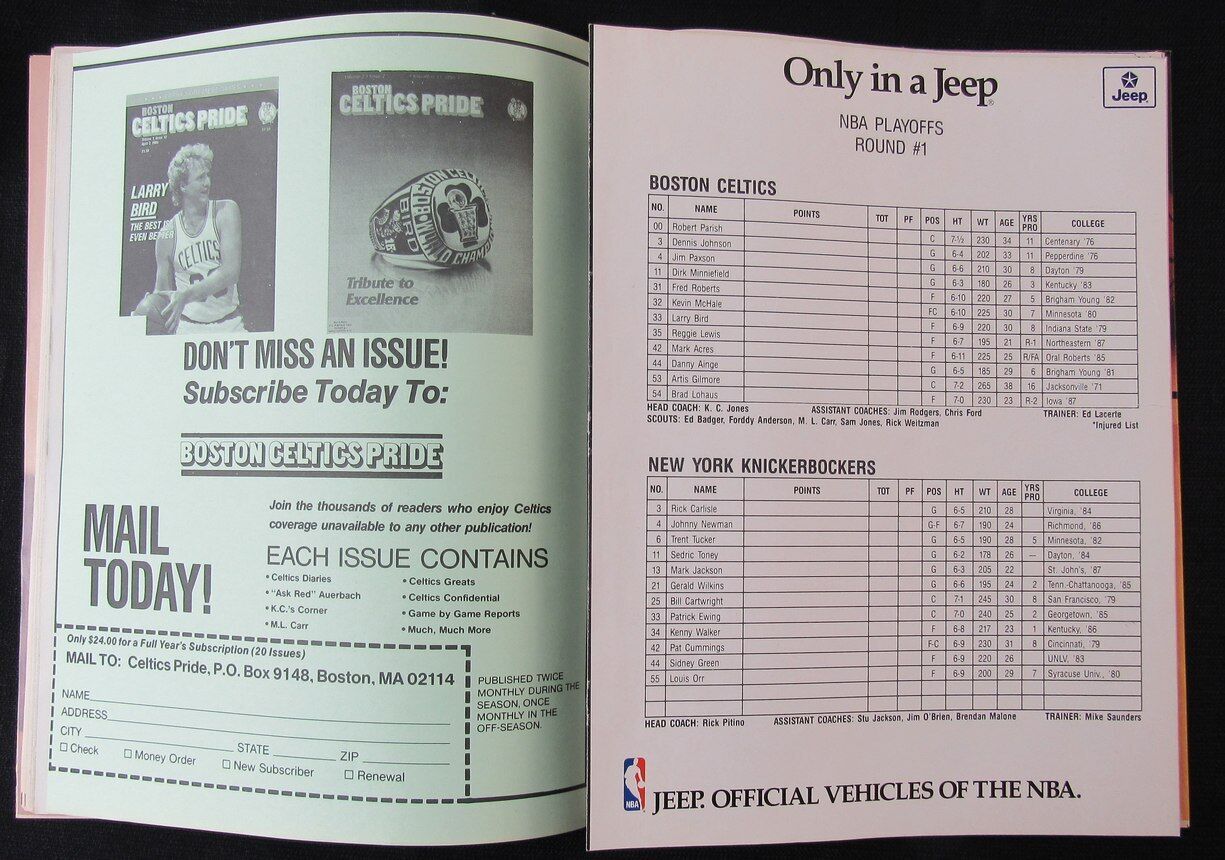 BOSTON
CELTICS PRIDE
LARRY
BIRD
THE BEST IS
EVEN BETTER
CELTICS
BOSTON
CELTICS PRIDE
BOSTON CELTICS
BIRD
Tribute to
Excellence
DON'T MISS AN ISSUE!
Subscribe Today To:
BOSTON CELTICS PRIDE
MAIL
TODAY!
Join the thousands of readers who enjoy Celtics
coverage unavailable to any other publication!
EACH ISSUE CONTAINS
• Celtics Diaries
• "Ask Red" Auerbach
• K.C.'s Corner
• M.L. Carr
• Celtics Greats
• Celtics Confidential
• Game by Game Reports
• Much, Much More
Only $24.00 for a Full Year's Subscription (20 Issues)
MAIL TO: Celtics Pride, P.O. Box 9148, Boston, MA 02114
NAME
ADDRESS
CITY STATE ZIP
☐ Check ☐ Money Order ☐ New Subscriber ☐ Renewal
PUBLISHED TWICE
MONTHLY DURING THE
SEASON, ONCE
MONTHLY IN THE
OFF-SEASON.
Only in a Jeep®
Jeep
NBA PLAYOFFS
ROUND #1
BOSTON CELTICS
NO. NAME POINTS TOT PF POS HT WT AGE YRS PRO COLLEGE
00 Robert Parish C 7-½ 230 34 11 Centenary '76
3 Dennis Johnson G 6-4 202 33 11 Pepperdine '76
4 Jim Paxson G 6-6 210 30 8 Dayton '79
11 Dirk Minniefield G 6-3 180 26 3 Kentucky '83
31 Fred Roberts F 6-10 220 27 5 Brigham Young '82
32 Kevin McHale FC 6-10 225 30 7 Minnesota '80
33 Larry Bird F 6-9 220 30 8 Indiana State '79
35 Reggie Lewis F 6-7 195 21 R-1 Northeastern '87
42 Mark Acres F 6-11 225 25 R/FA Oral Roberts '85
44 Danny Ainge G 6-5 185 29 6 Brigham Young '81
53 Artis Gilmore C 7-2 265 38 16 Jacksonville '71
54 Brad Lohaus F 7-0 230 23 R-2 Iowa '87
HEAD COACH: K. C. Jones ASSISTANT COACHES: Jim Rodgers, Chris Ford TRAINER: Ed Lacerte
SCOUTS: Ed Badger, Forddy Anderson, M. L. Carr, Sam Jones, Rick Weitzman *Injured List
NEW YORK KNICKERBOCKERS
NO. NAME POINTS TOT PF POS HT WT AGE YRS PRO COLLEGE
3 Rick Carlisle G 6-5 210 28 Virginia, '84
4 Johnny Newman G-F 6-7 190 24 Richmond, '86
6 Trent Tucker G 6-5 190 28 5 Minnesota, '82
11 Sedric Toney G 6-2 178 26 — Dayton, '84
13 Mark Jackson G 6-3 205 22 St. John's, '87
21 Gerald Wilkins G 6-6 195 24 2 Tenn.-Chattanooga, '85
25 Bill Cartwright C 7-1 245 30 8 San Francisco, '79
33 Patrick Ewing C 7-0 240 25 2 Georgetown, '85
34 Kenny Walker F 6-8 217 23 1 Kentucky, '86
42 Pat Cummings F-C 6-9 230 31 8 Cincinnati, '79
44 Sidney Green F 6-9 220 26 UNLV, '83
55 Louis Orr F 6-9 200 29 7 Syracuse Univ., '80
HEAD COACH: Rick Pitino ASSISTANT COACHES: Stu Jackson, Jim O'Brien, Brendan Malone TRAINER: Mike Saunders
NBA
JEEP. OFFICIAL VEHICLES OF THE NBA.